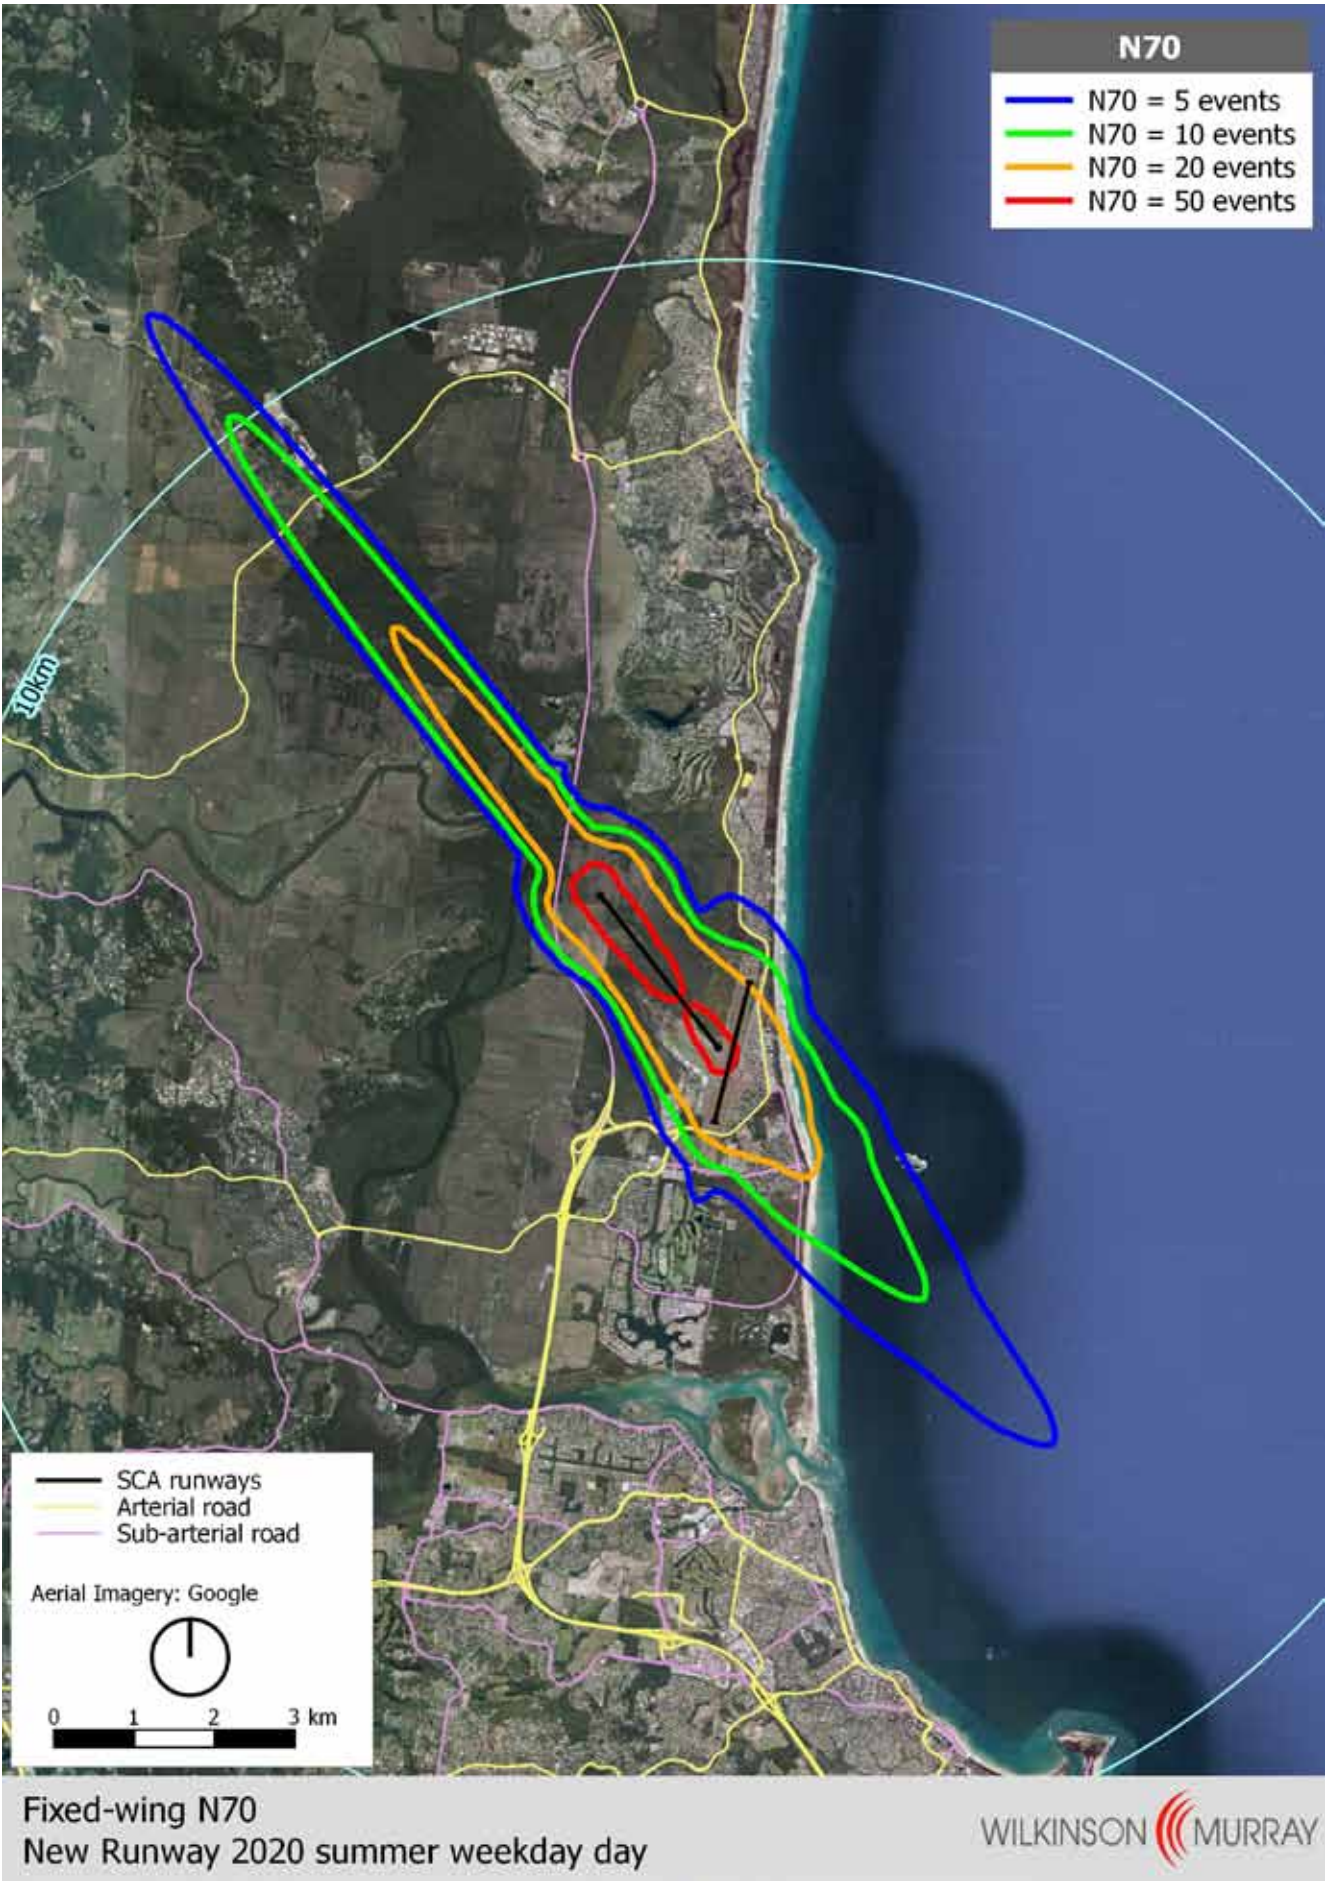 N70
N70 = 5 events
N70 = 10 events
N70 = 20 events
N70 = 50 events
10km
SCA runways
Arterial road
Sub-arterial road
Aerial Imagery: Google
0 1 2 3 km
Fixed-wing N70
New Runway 2020 summer weekday day
WILKINSON MURRAY